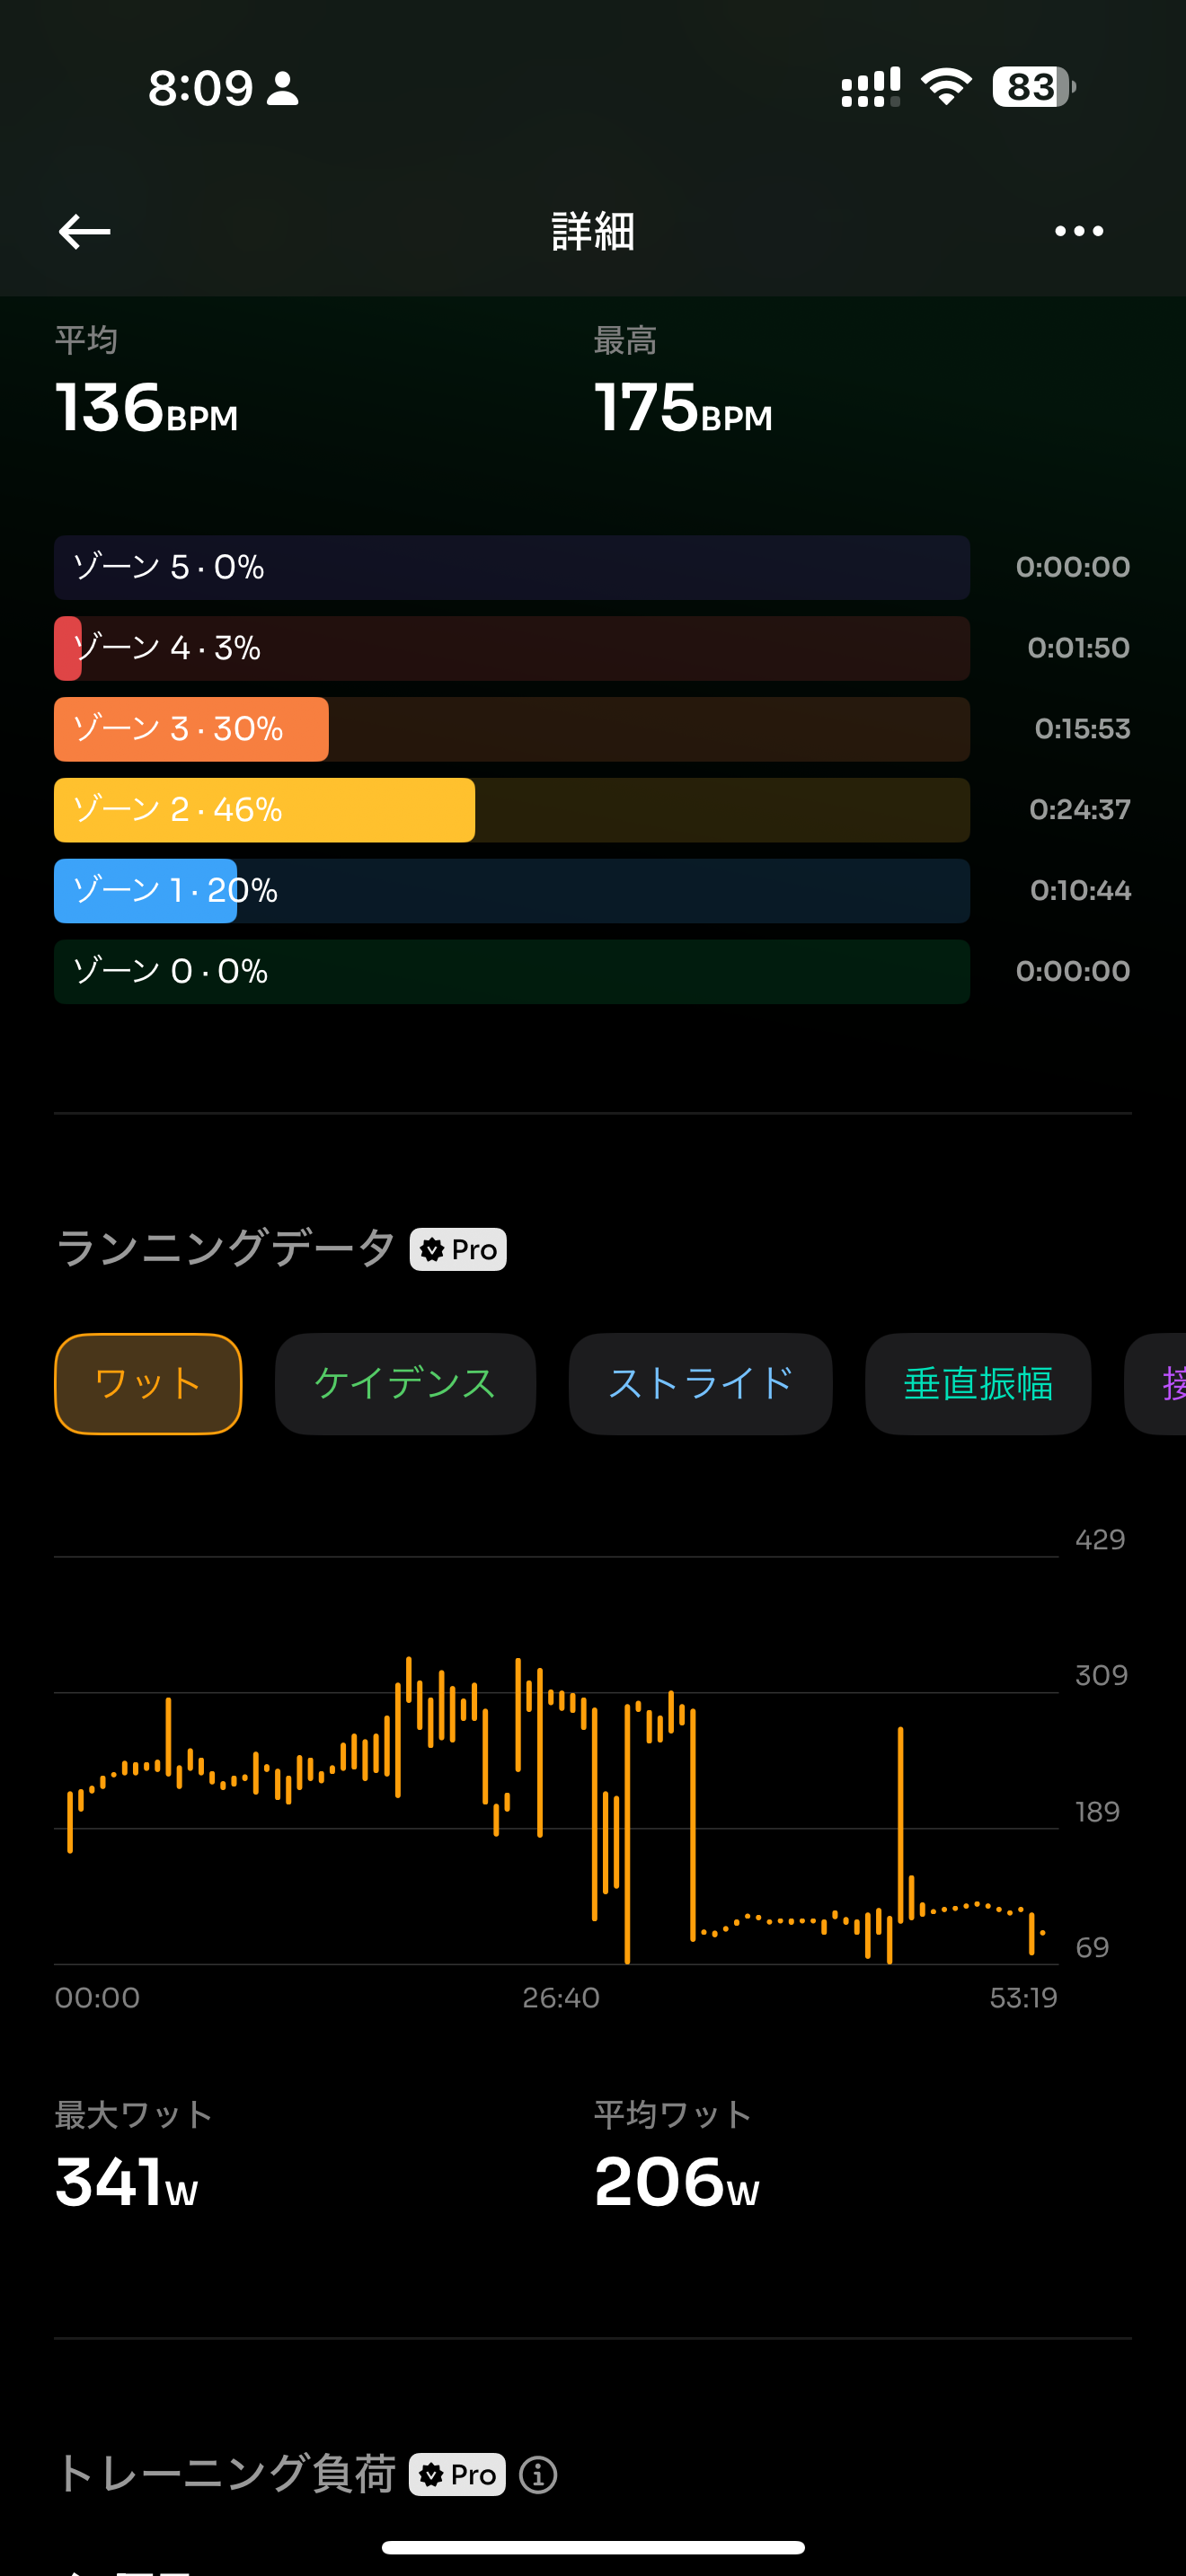 8:09
83
詳細
平均
最高
136BPM
175BPM
ゾーン 5 · 0%
0:00:00
ゾーン 4 · 3%
0:01:50
ゾーン 3 · 30%
0:15:53
ゾーン 2 · 46%
0:24:37
ゾーン 1 · 20%
0:10:44
ゾーン 0 · 0%
0:00:00
ランニングデータ Pro
ワット
ケイデンス
ストライド
垂直振幅
接
429
309
189
69
00:00
26:40
53:19
最大ワット
平均ワット
341W
206W
トレーニング負荷 Pro